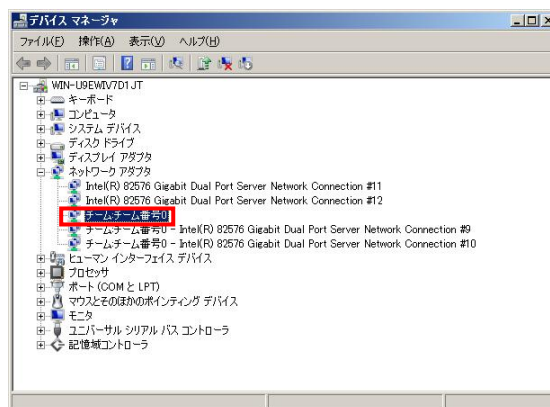 デバイス マネージャ
ファイル(F) 操作(A) 表示(V) ヘルプ(H)
WIN-U9EWIV7D1JT
キーボード
コンピュータ
システム デバイス
ディスク ドライブ
ディスプレイ アダプタ
ネットワーク アダプタ
Intel(R) 82576 Gigabit Dual Port Server Network Connection #11
Intel(R) 82576 Gigabit Dual Port Server Network Connection #12
チーム:チーム番号0
チーム:チーム番号0 - Intel(R) 82576 Gigabit Dual Port Server Network Connection #9
チーム:チーム番号0 - Intel(R) 82576 Gigabit Dual Port Server Network Connection #10
ヒューマン インターフェイス デバイス
プロセッサ
ポート (COM と LPT)
マウスとそのほかのポインティング デバイス
モニタ
ユニバーサル シリアル バス コントローラ
記憶域コントローラ